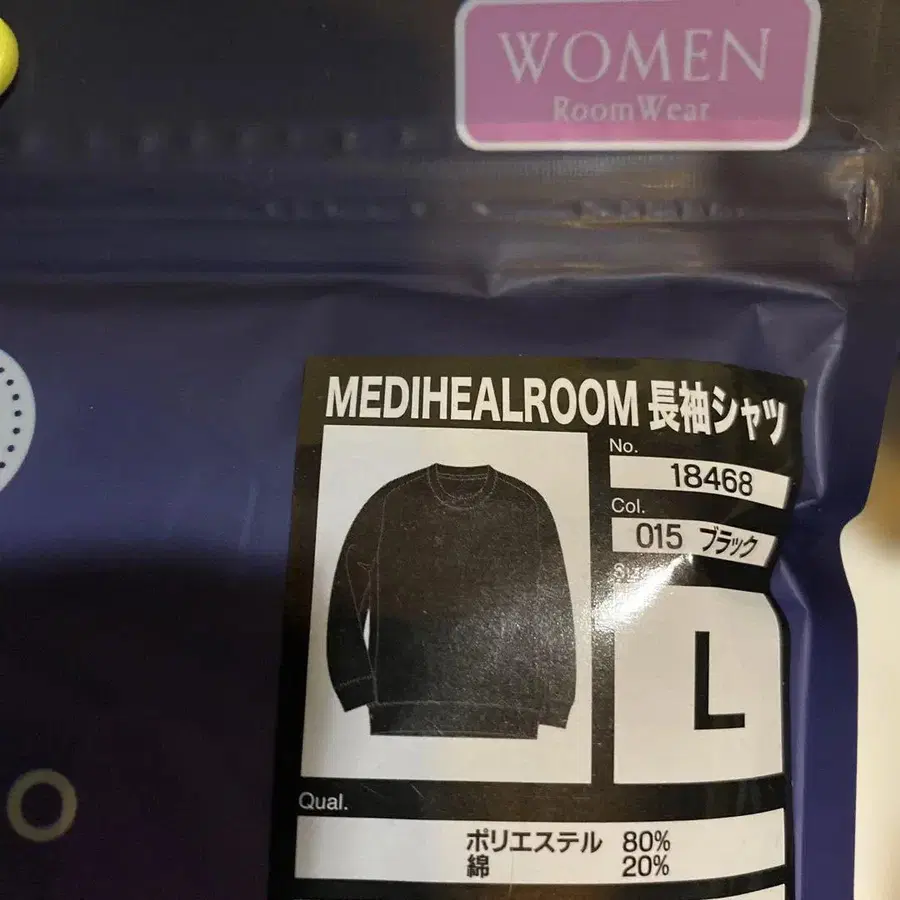 WOMEN
RoomWear
MEDIHEALROOM 長袖シャツ
No.
18468
Col.
015 ブラック
Size
L
Qual.
ポリエステル 80%
綿 20%